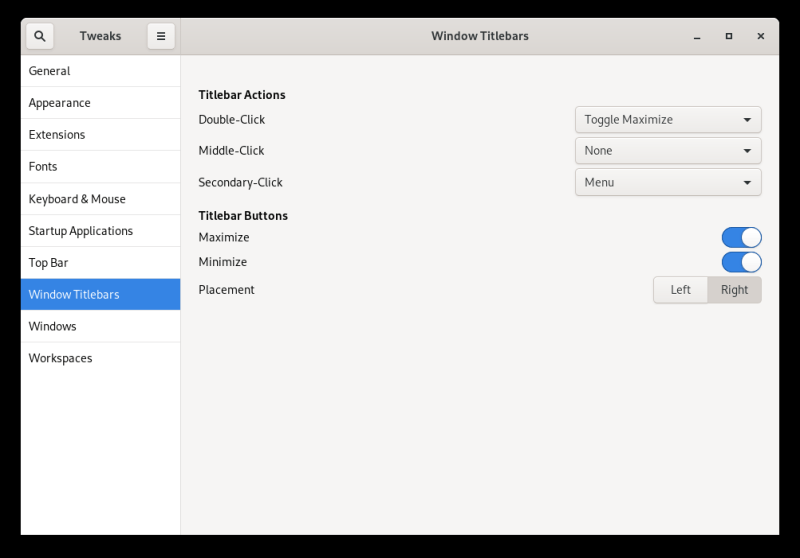 Tweaks
Window Titlebars
General
Appearance
Extensions
Fonts
Keyboard & Mouse
Startup Applications
Top Bar
Window Titlebars
Windows
Workspaces
Titlebar Actions
Double-Click
Toggle Maximize
Middle-Click
None
Secondary-Click
Menu
Titlebar Buttons
Maximize
Minimize
Placement
Left
Right